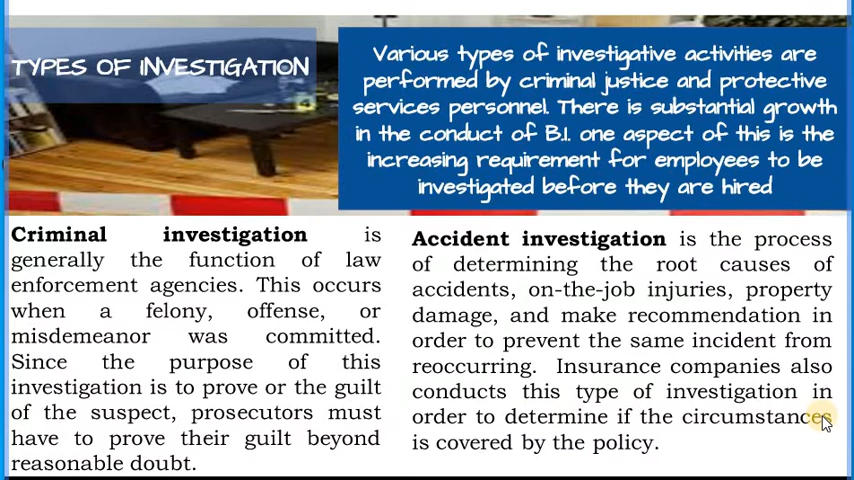 TYPES OF INVESTIGATION
Various types of investigative activities are
performed by criminal justice and protective
services personnel. There is substantial growth
in the conduct of B.I. one aspect of this is the
increasing requirement for employees to be
investigated before they are hired
Criminal investigation is
generally the function of law
enforcement agencies. This occurs
when a felony, offense, or
misdemeanor was committed.
Since the purpose of this
investigation is to prove or the guilt
of the suspect, prosecutors must
have to prove their guilt beyond
reasonable doubt.
Accident investigation is the process
of determining the root causes of
accidents, on-the-job injuries, property
damage, and make recommendation in
order to prevent the same incident from
reoccurring. Insurance companies also
conducts this type of investigation in
order to determine if the circumstances
is covered by the policy.